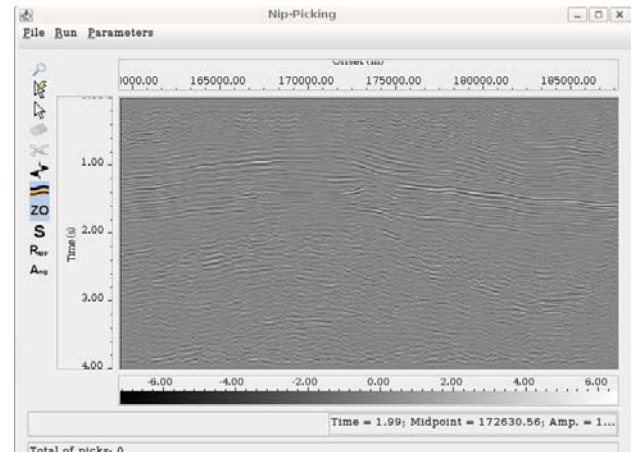 Nip-Picking
File Run Parameters
Offset (m)
0000.00 165000.00 170000.00 175000.00 180000.00 185000.00
1.00
2.00
3.00
4.00
Time(s)
ZO
S
-6.00 -4.00 -2.00 0.00 2.00 4.00 6.00
Time = 1.99; Midpoint = 172630.56; Amp. = 1...
Total of picks: 0